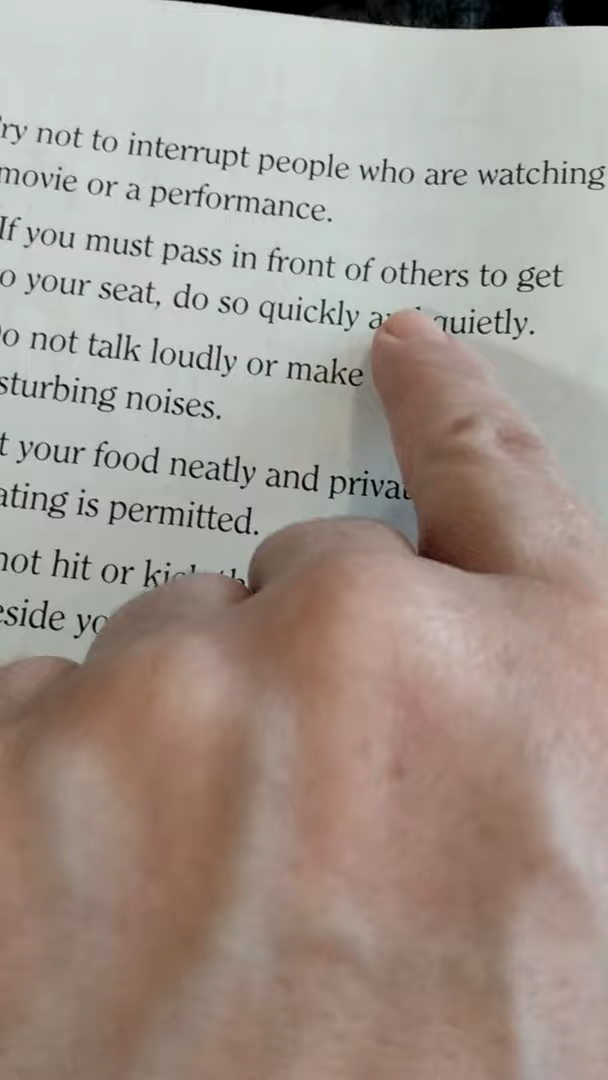 ry not to interrupt people who are watching
movie or a performance.
If you must pass in front of others to get
o your seat, do so quickly quietly.
o not talk loudly or make
sturbing noises.
t your food neatly and
ating is permitted.
not hit or
eside